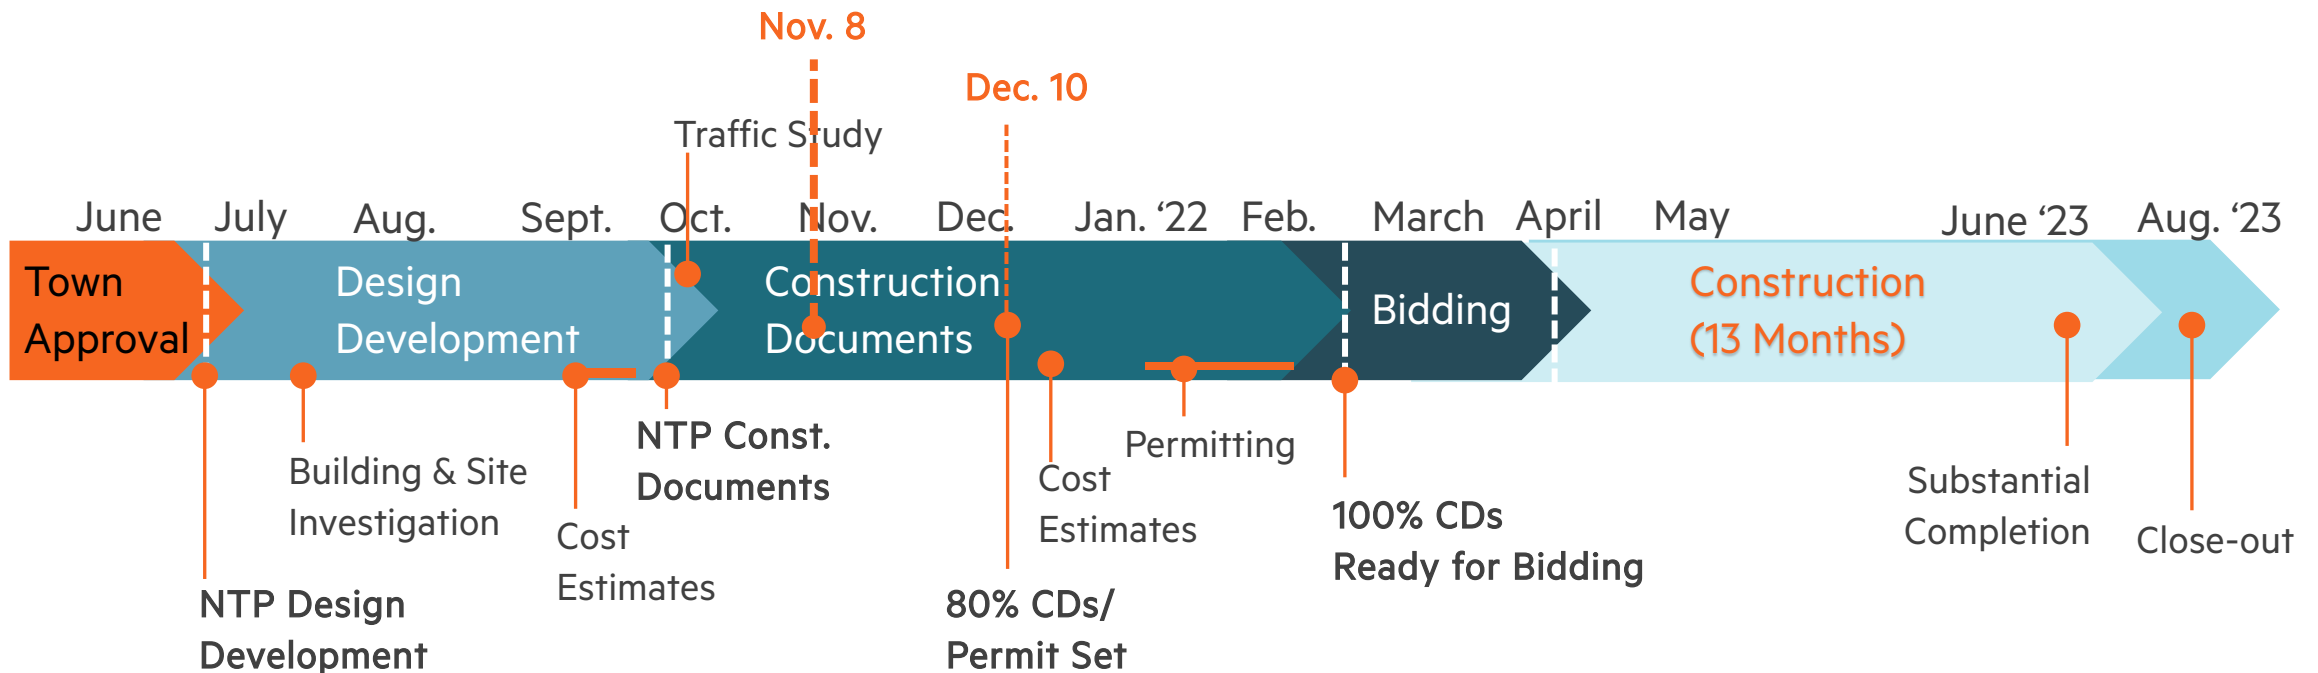 Nov. 8
Dec. 10
Traffic Study
June July Aug. Sept. Oct. Nov. Dec. Jan. ‘22 Feb. March April May June ‘23 Aug. ‘23
Town
Approval
Design
Development
Construction
Documents
Bidding
Construction
(13 Months)
NTP Design
Development
Building & Site
Investigation
Cost
Estimates
NTP Const.
Documents
80% CDs/
Permit Set
Cost
Estimates
Permitting
100% CDs
Ready for Bidding
Substantial
Completion
Close-out